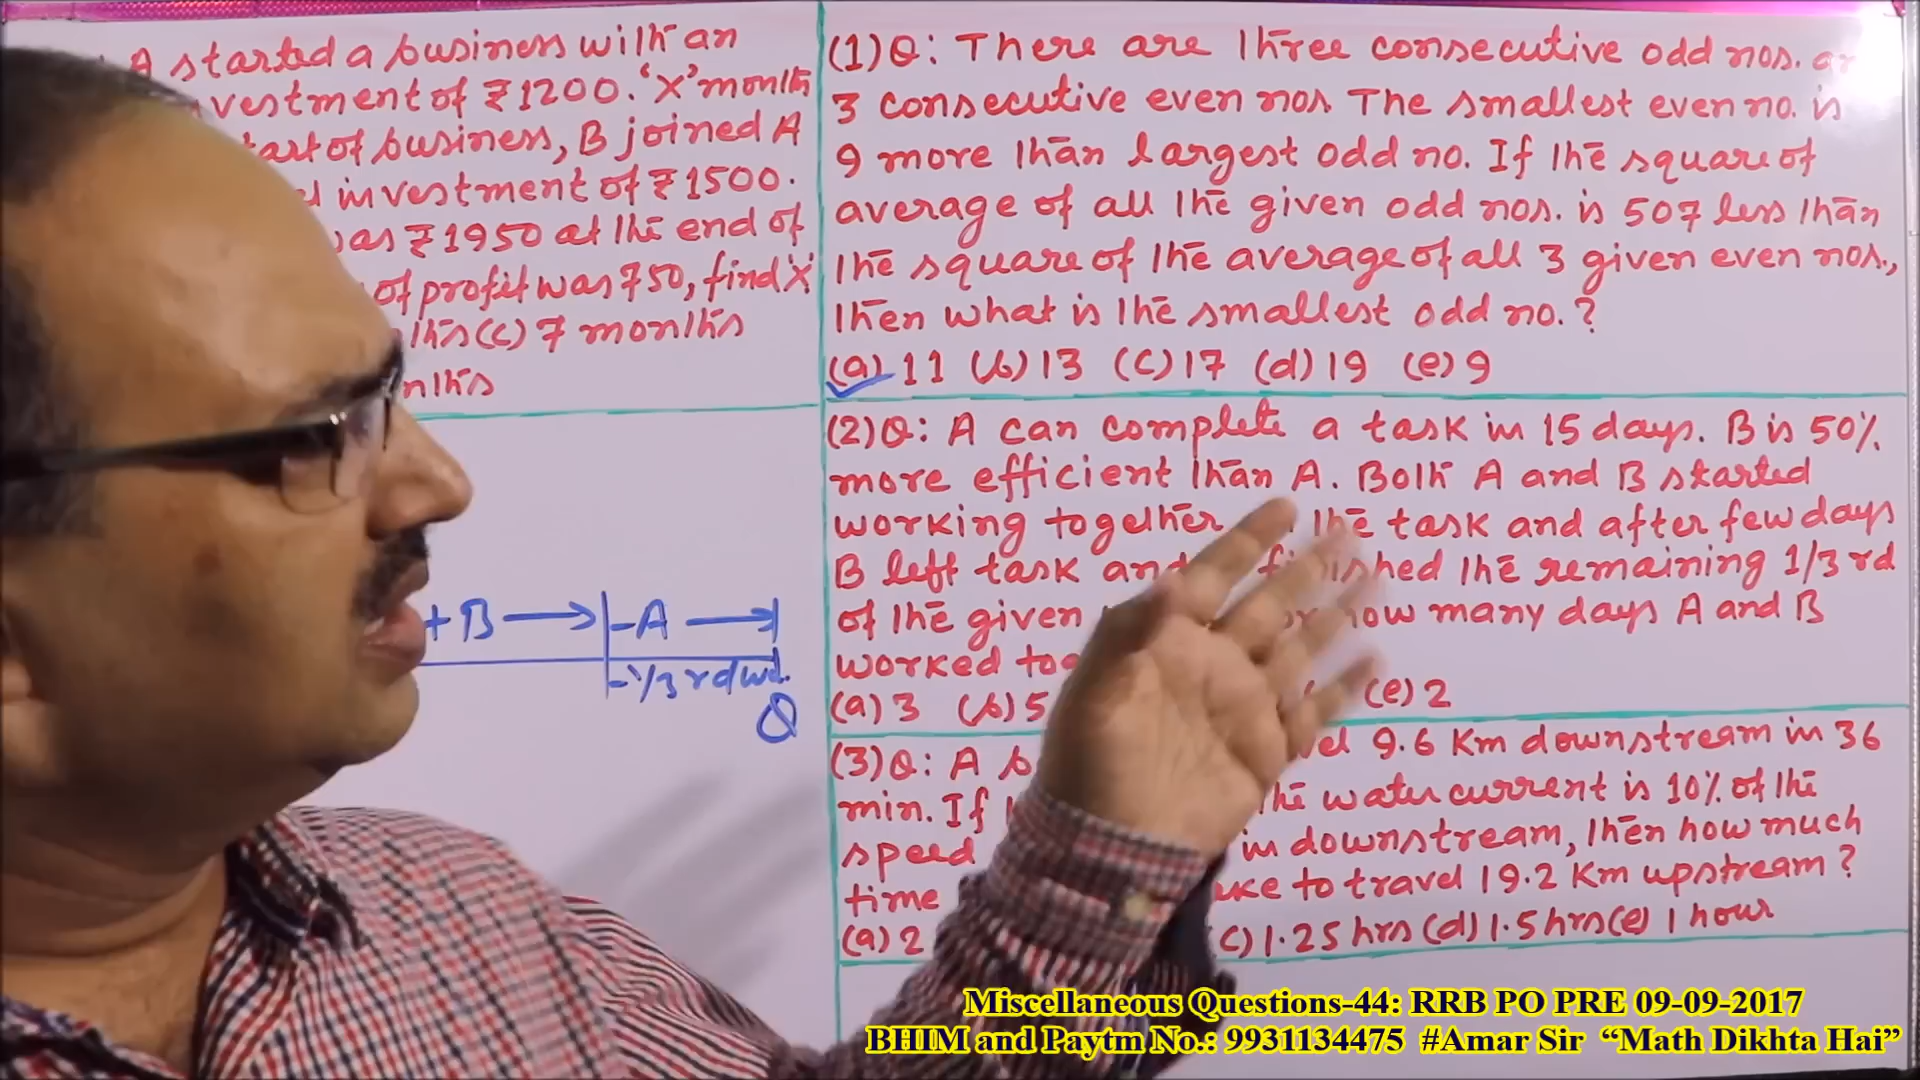 A started a business with an
vestment of ₹1200. 'X' month
start of business, B joined A
investment of ₹1500.
as ₹1950 at the end of
of profit was ₹50, find 'X'
ths (c) 7 months
nths
+ B → - A →
- 1/3 rd wd.
Q
(1) Q: There are three consecutive odd nos.
3 consecutive even nos. The smallest even no. is
9 more than largest odd no. If the square of
average of all the given odd nos. is 507 less than
the square of the average of all 3 given even nos.,
then what is the smallest odd no.?
(a) 11 (b) 13 (c) 17 (d) 19 (e) 9
(2) Q: A can complete a task in 15 days. B is 50%
more efficient than A. Both A and B started
working together the task and after few days
B left task and finished the remaining 1/3 rd
of the given how many days A and B
worked
(a) 3 (b) 5 (e) 2
(3) Q: A 9.6 Km downstream in 36
min. If the water current is 10% of the
speed in downstream, then how much
time to travel 19.2 Km upstream?
(a) 2 c) 1.25 hrs (d) 1.5 hrs (e) 1 hour
Miscellaneous Questions-44: RRB PO PRE 09-09-2017
BHIM and Paytm No.: 9931134475 #Amar Sir “Math Dikhta Hai”